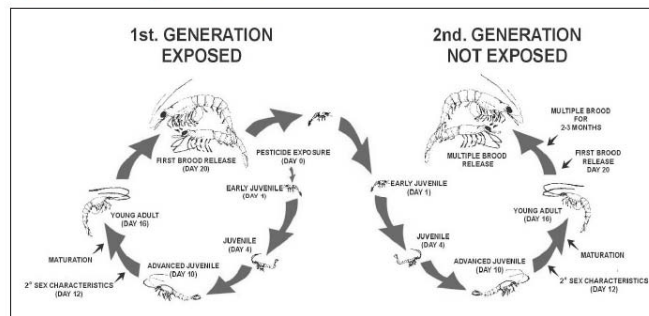 1st. GENERATION
EXPOSED
FIRST BROOD RELEASE
(DAY 20)
PESTICIDE EXPOSURE
(DAY 0)
EARLY JUVENILE
(DAY 1)
JUVENILE
(DAY 4)
ADVANCED JUVENILE
(DAY 10)
2° SEX CHARACTERISTICS
(DAY 12)
MATURATION
YOUNG ADULT
(DAY 16)
2nd. GENERATION
NOT EXPOSED
EARLY JUVENILE
(DAY 1)
JUVENILE
(DAY 4)
ADVANCED JUVENILE
(DAY 10)
2° SEX CHARACTERISTICS
(DAY 12)
MATURATION
YOUNG ADULT
(DAY 16)
FIRST BROOD
RELEASE
DAY 20
MULTIPLE BROOD
FOR
2-3 MONTHS
MULTIPLE BROOD
RELEASE